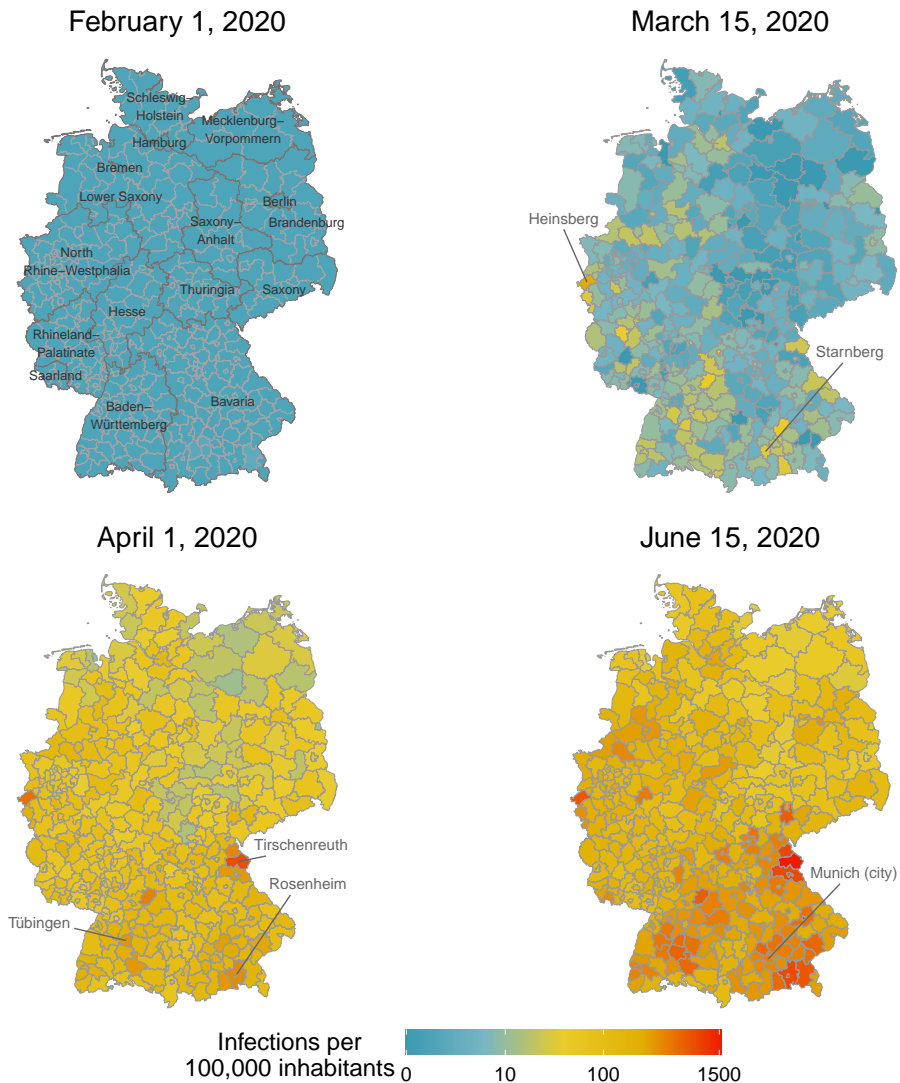 February 1, 2020
March 15, 2020
Schleswig–
Holstein
Mecklenburg–
Vorpommern
Hamburg
Bremen
Lower Saxony
Berlin
Saxony–
Anhalt
Brandenburg
North
Rhine–Westphalia
Thuringia
Saxony
Hesse
Rhineland–
Palatinate
Saarland
Baden–
Württemberg
Bavaria
Heinsberg
Starnberg
April 1, 2020
June 15, 2020
Tirschenreuth
Rosenheim
Tübingen
Munich (city)
Infections per
100,000 inhabitants
0 10 100 1500